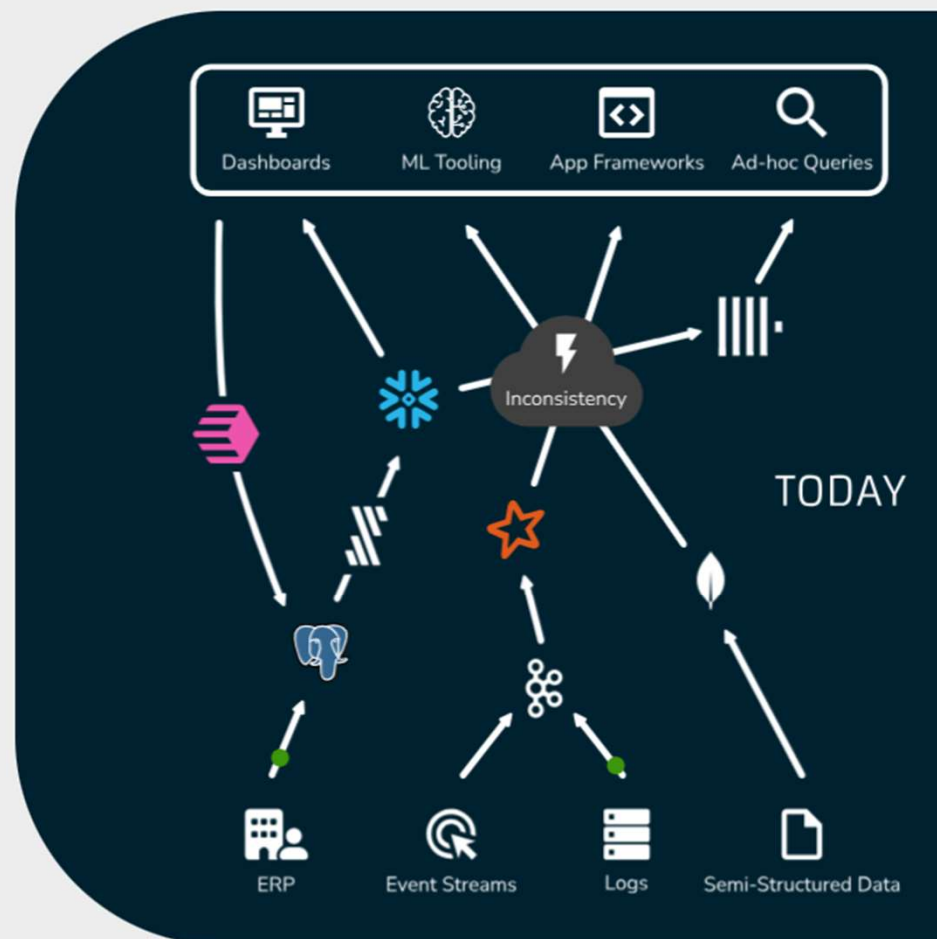 Dashboards
ML Tooling
App Frameworks
Ad-hoc Queries
Inconsistency
TODAY
ERP
Event Streams
Logs
Semi-Structured Data